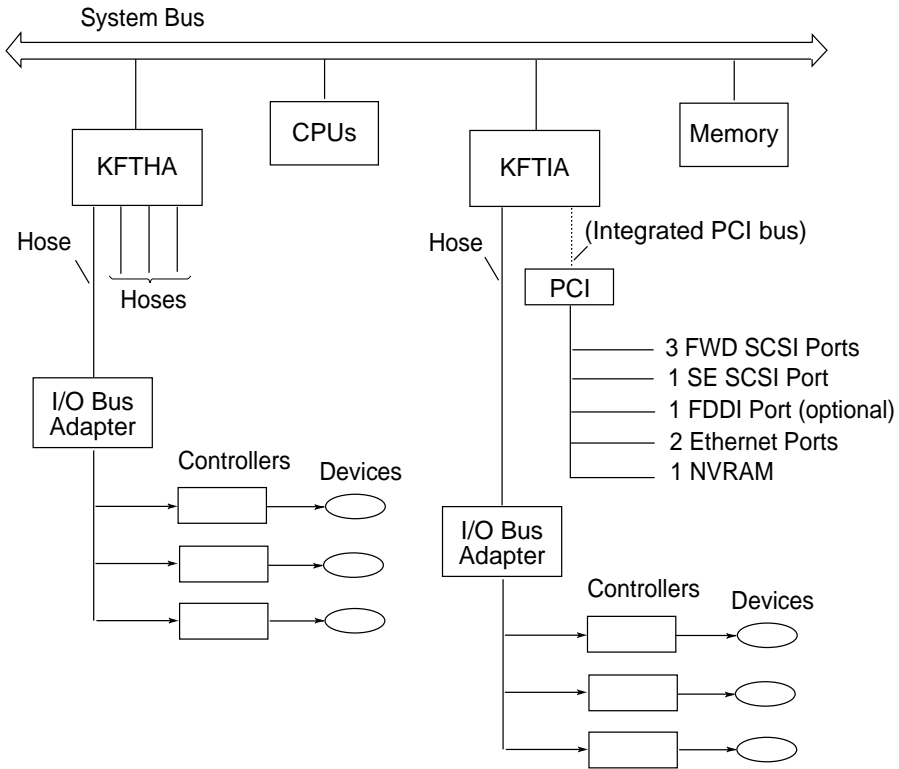 System Bus
CPUs
Memory
KFTHA
KFTIA
Hose
Hoses
Hose
(Integrated PCI bus)
PCI
3 FWD SCSI Ports
1 SE SCSI Port
1 FDDI Port (optional)
2 Ethernet Ports
1 NVRAM
I/O Bus
Adapter
Controllers
Devices
I/O Bus
Adapter
Controllers
Devices